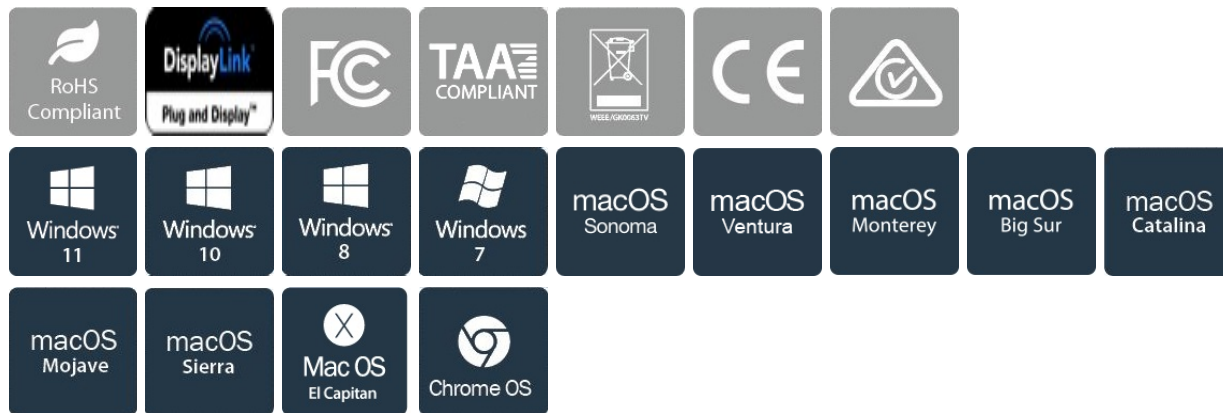 RoHS
Compliant
DisplayLink
Plug and Display™
FC
TAA
COMPLIANT
WEEE/GK0063TV
CE
Windows
11
Windows
10
Windows
8
Windows
7
macOS
Sonoma
macOS
Ventura
macOS
Monterey
macOS
Big Sur
macOS
Catalina
macOS
Mojave
macOS
Sierra
X
Mac OS
El Capitan
Chrome OS